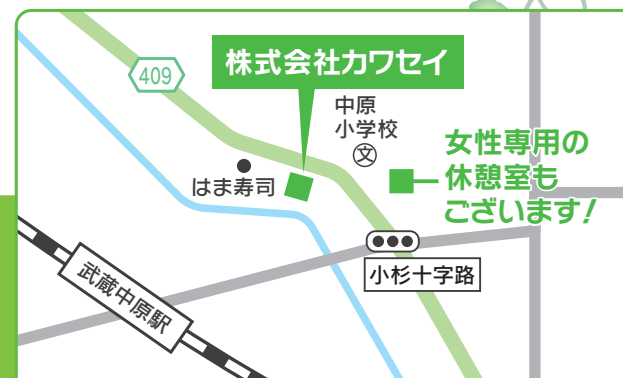 409
株式会社カワセイ
中原
小学校
文
はま寿司
女性専用の
休憩室も
ございます!
小杉十字路
武蔵中原駅